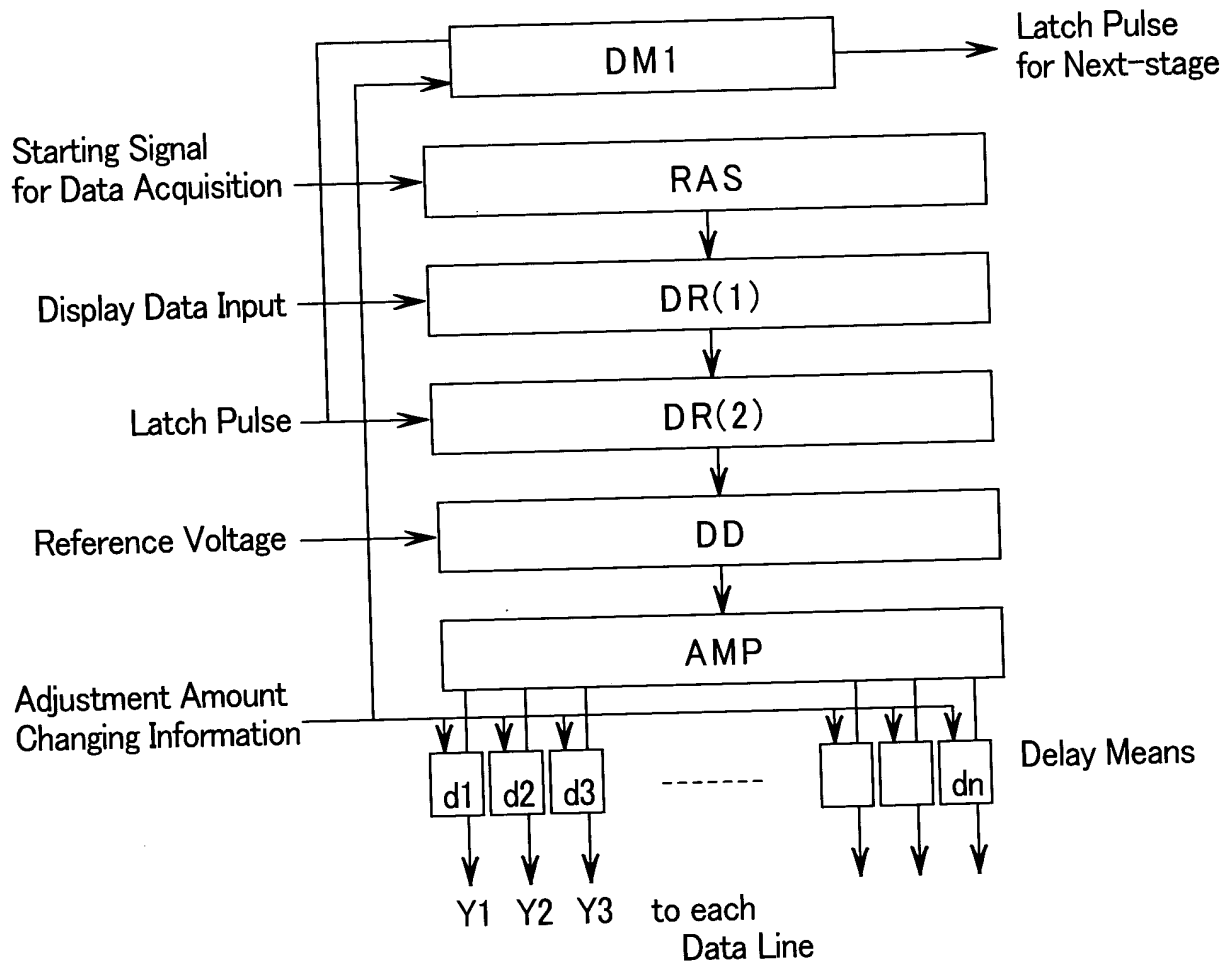 Latch Pulse
for Next-stage
DM1
Starting Signal
for Data Acquisition
RAS
Display Data Input
DR(1)
Latch Pulse
DR(2)
Reference Voltage
DD
AMP
Adjustment Amount
Changing Information
d1 d2 d3 dn
Delay Means
Y1 Y2 Y3 to each
Data Line